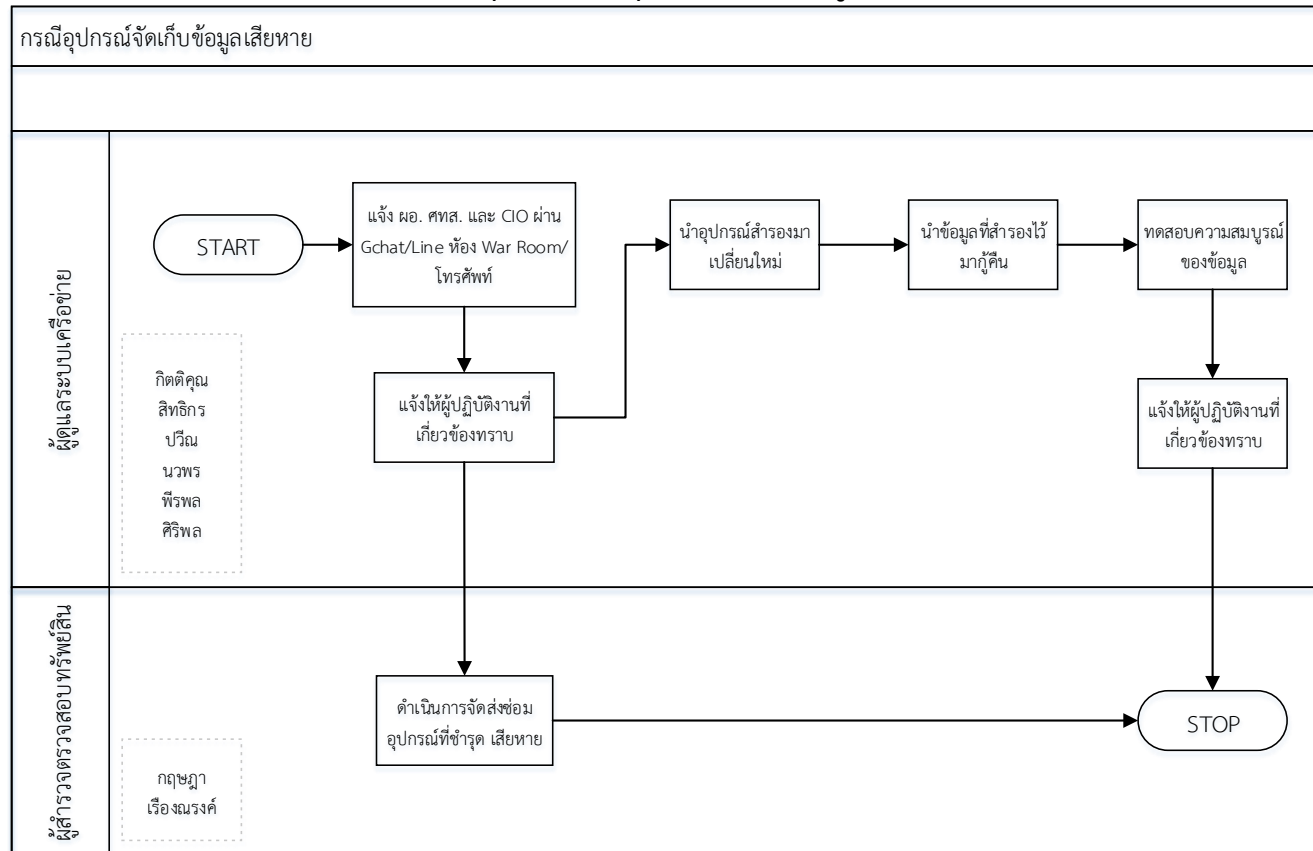 กรณีอุปกรณ์จัดเก็บข้อมูลเสียหาย
ผู้ดูแลระบบเครือข่าย
START
แจ้ง ผอ. ศทส. และ CIO ผ่าน
Gchat/Line ห้อง War Room/
โทรศัพท์
นำอุปกรณ์สำรองมา
เปลี่ยนใหม่
นำข้อมูลที่สำรองไว้
มากู้คืน
ทดสอบความสมบูรณ์
ของข้อมูล
กิตติคุณ
สิทธิกร
ปวีณ
นวพร
พีรพล
ศิริพล
แจ้งให้ผู้ปฏิบัติงานที่
เกี่ยวข้องทราบ
แจ้งให้ผู้ปฏิบัติงานที่
เกี่ยวข้องทราบ
ผู้สำรวจตรวจสอบทรัพย์สิน
ดำเนินการจัดส่งซ่อม
อุปกรณ์ที่ชำรุด เสียหาย
STOP
กฤษฎา
เรืองณรงค์